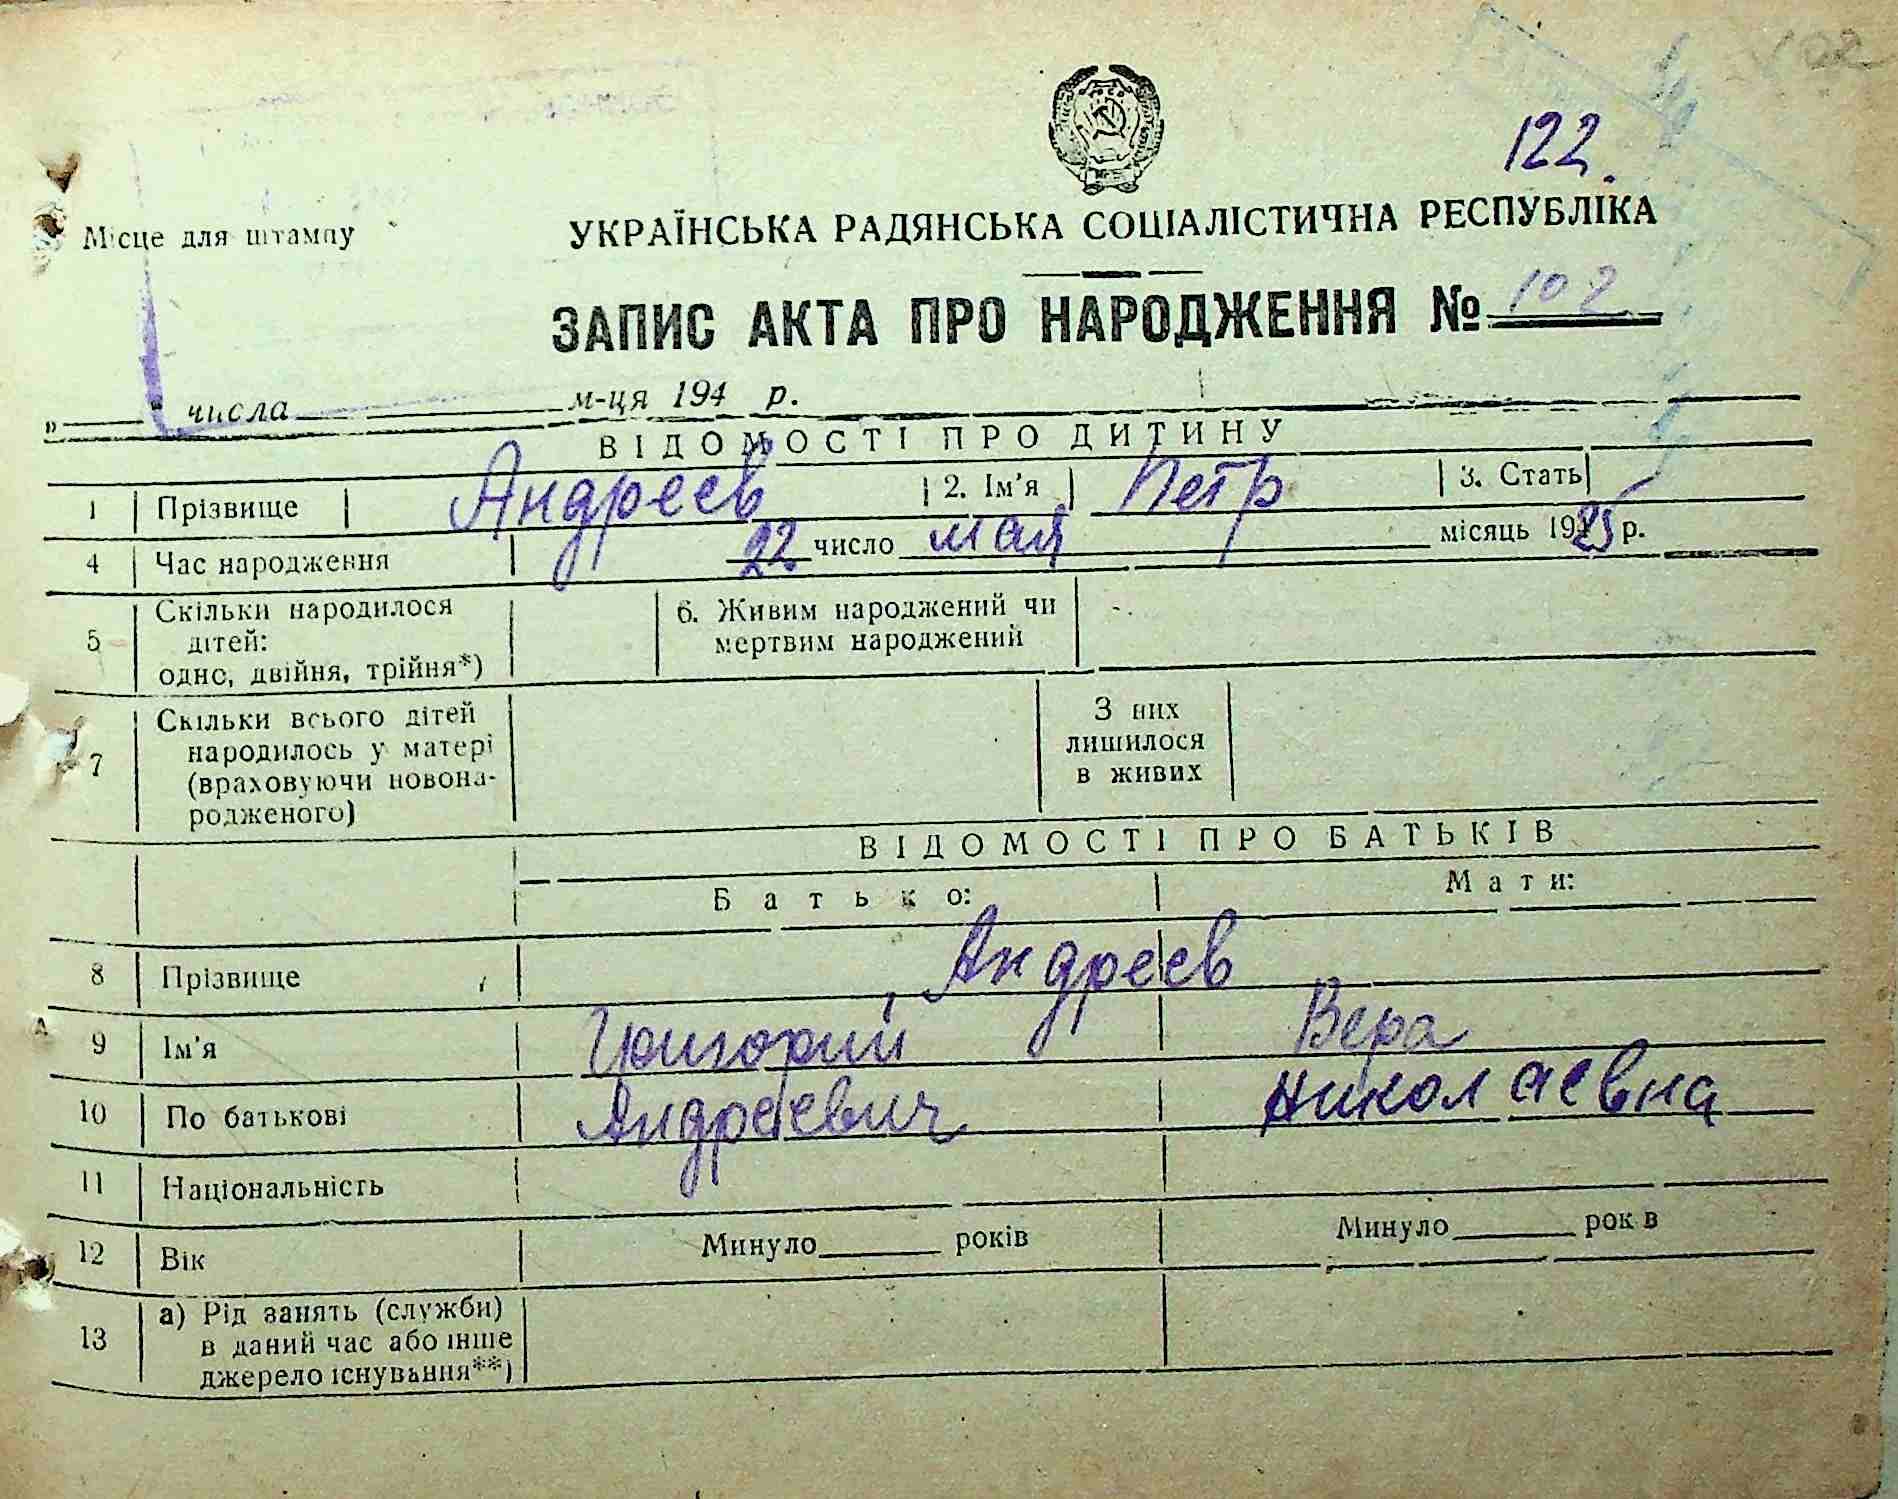 122.
Місце для штампу
УКРАЇНСЬКА РАДЯНСЬКА СОЦІАЛІСТИЧНА РЕСПУБЛІКА
ЗАПИС АКТА ПРО НАРОДЖЕННЯ № 102
„ " числа м-ця 194 р.
ВІДОМОСТІ ПРО ДИТИНУ
1 Прізвище Андреев 2. Ім'я Петр 3. Стать
4 Час народження 22 число мая місяць 1925 р.
5 Скільки народилося дітей: одно, двійня, трійня*) 6. Живим народжений чи мертвим народжений
7 Скільки всього дітей народилось у матері (враховуючи новона-родженого) З них лишилося в живих
ВІДОМОСТІ ПРО БАТЬКІВ
Батько: Мати:
8 Прізвище Андреев
9 Ім'я Григорий Вера
10 По батькові Андреевич Николаевна
11 Національність
12 Вік Минуло років Минуло рок в
13 а) Рід занять (служби) в даний час або інше джерело існування**)